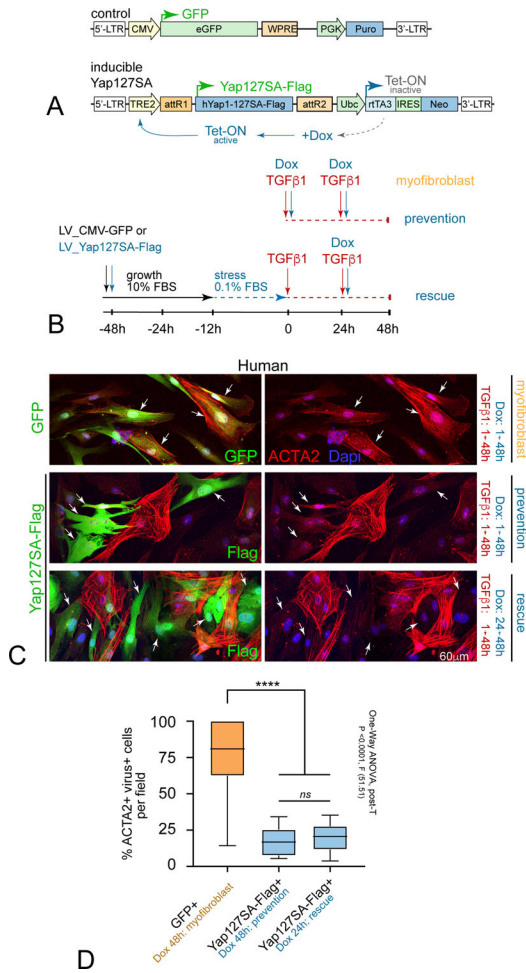 control
GFP
5'-LTR CMV eGFP WPRE PGK Puro 3'-LTR
inducible
Yap127SA
Yap127SA-Flag
Tet-ON
inactive
5'-LTR TRE2 attR1 hYap1-127SA-Flag attR2 Ubc rtTA3 IRES Neo 3'-LTR
A
Tet-ON
active
+Dox
Dox Dox
TGFβ1 TGFβ1
myofibroblast
prevention
LV_CMV-GFP or
LV_Yap127SA-Flag
Dox
TGFβ1 TGFβ1
growth
10% FBS
stress
0.1% FBS
rescue
B
-48h -24h -12h 0 24h 48h
Human
GFP
GFP
ACTA2 Dapi
Dox: 1-48h
TGFβ1: 1-48h
myofibroblast
Yap127SA-Flag
Flag
Dox: 1-48h
TGFβ1: 1-48h
prevention
Flag
60µm
Dox: 24-48h
TGFβ1: 1-48h
rescue
C
****
100
75
50
25
0
% ACTA2+ virus+ cells
per field
ns
One-Way ANOVA, post-T
P <0.0001, F (51.51)
GFP+
Dox 48h: myofibroblast
Yap127SA-Flag+
Dox 48h: prevention
Yap127SA-Flag+
Dox 24h: rescue
D